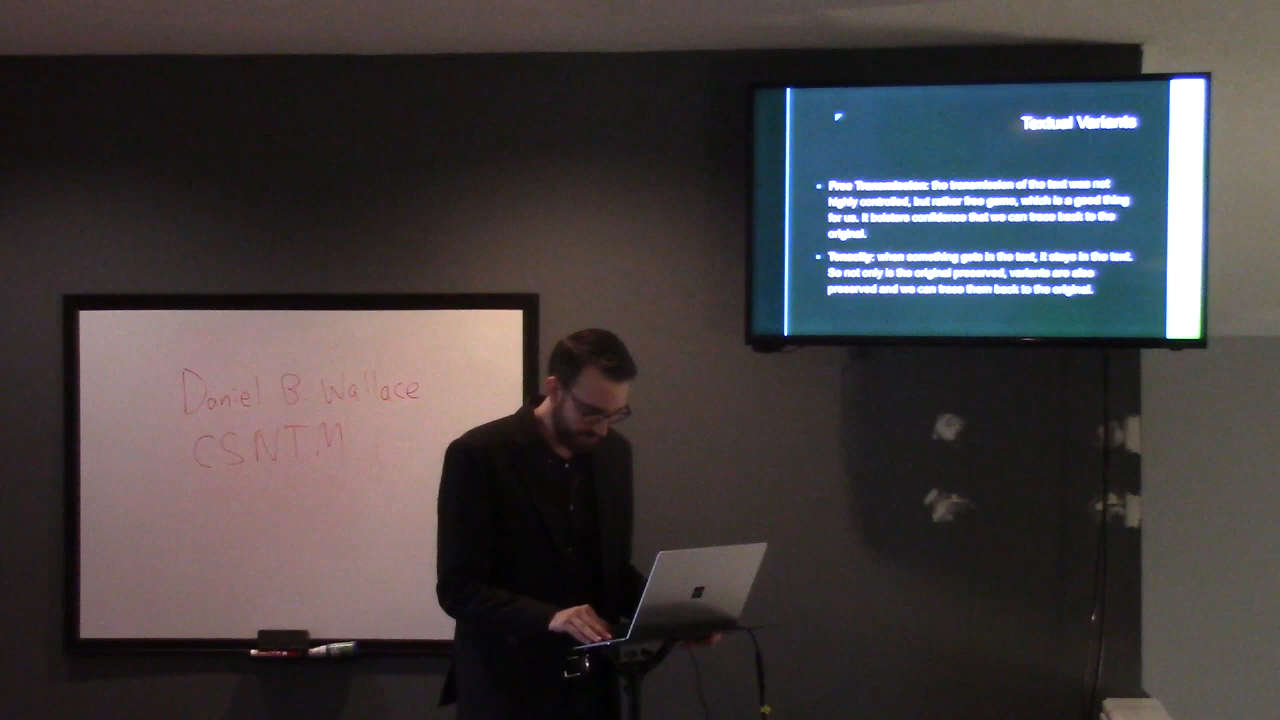 Textual Variants
• Free Transmission: the transmission of the text was not
highly controlled, but rather free game, which is a good thing
for us. It bolsters confidence that we can trace back to the
original.
• Tenacity: when something gets in the text, it stays in the text.
So not only is the original preserved, variants are also
preserved and we can trace them back to the original.
Daniel B. Wallace
CSNTM